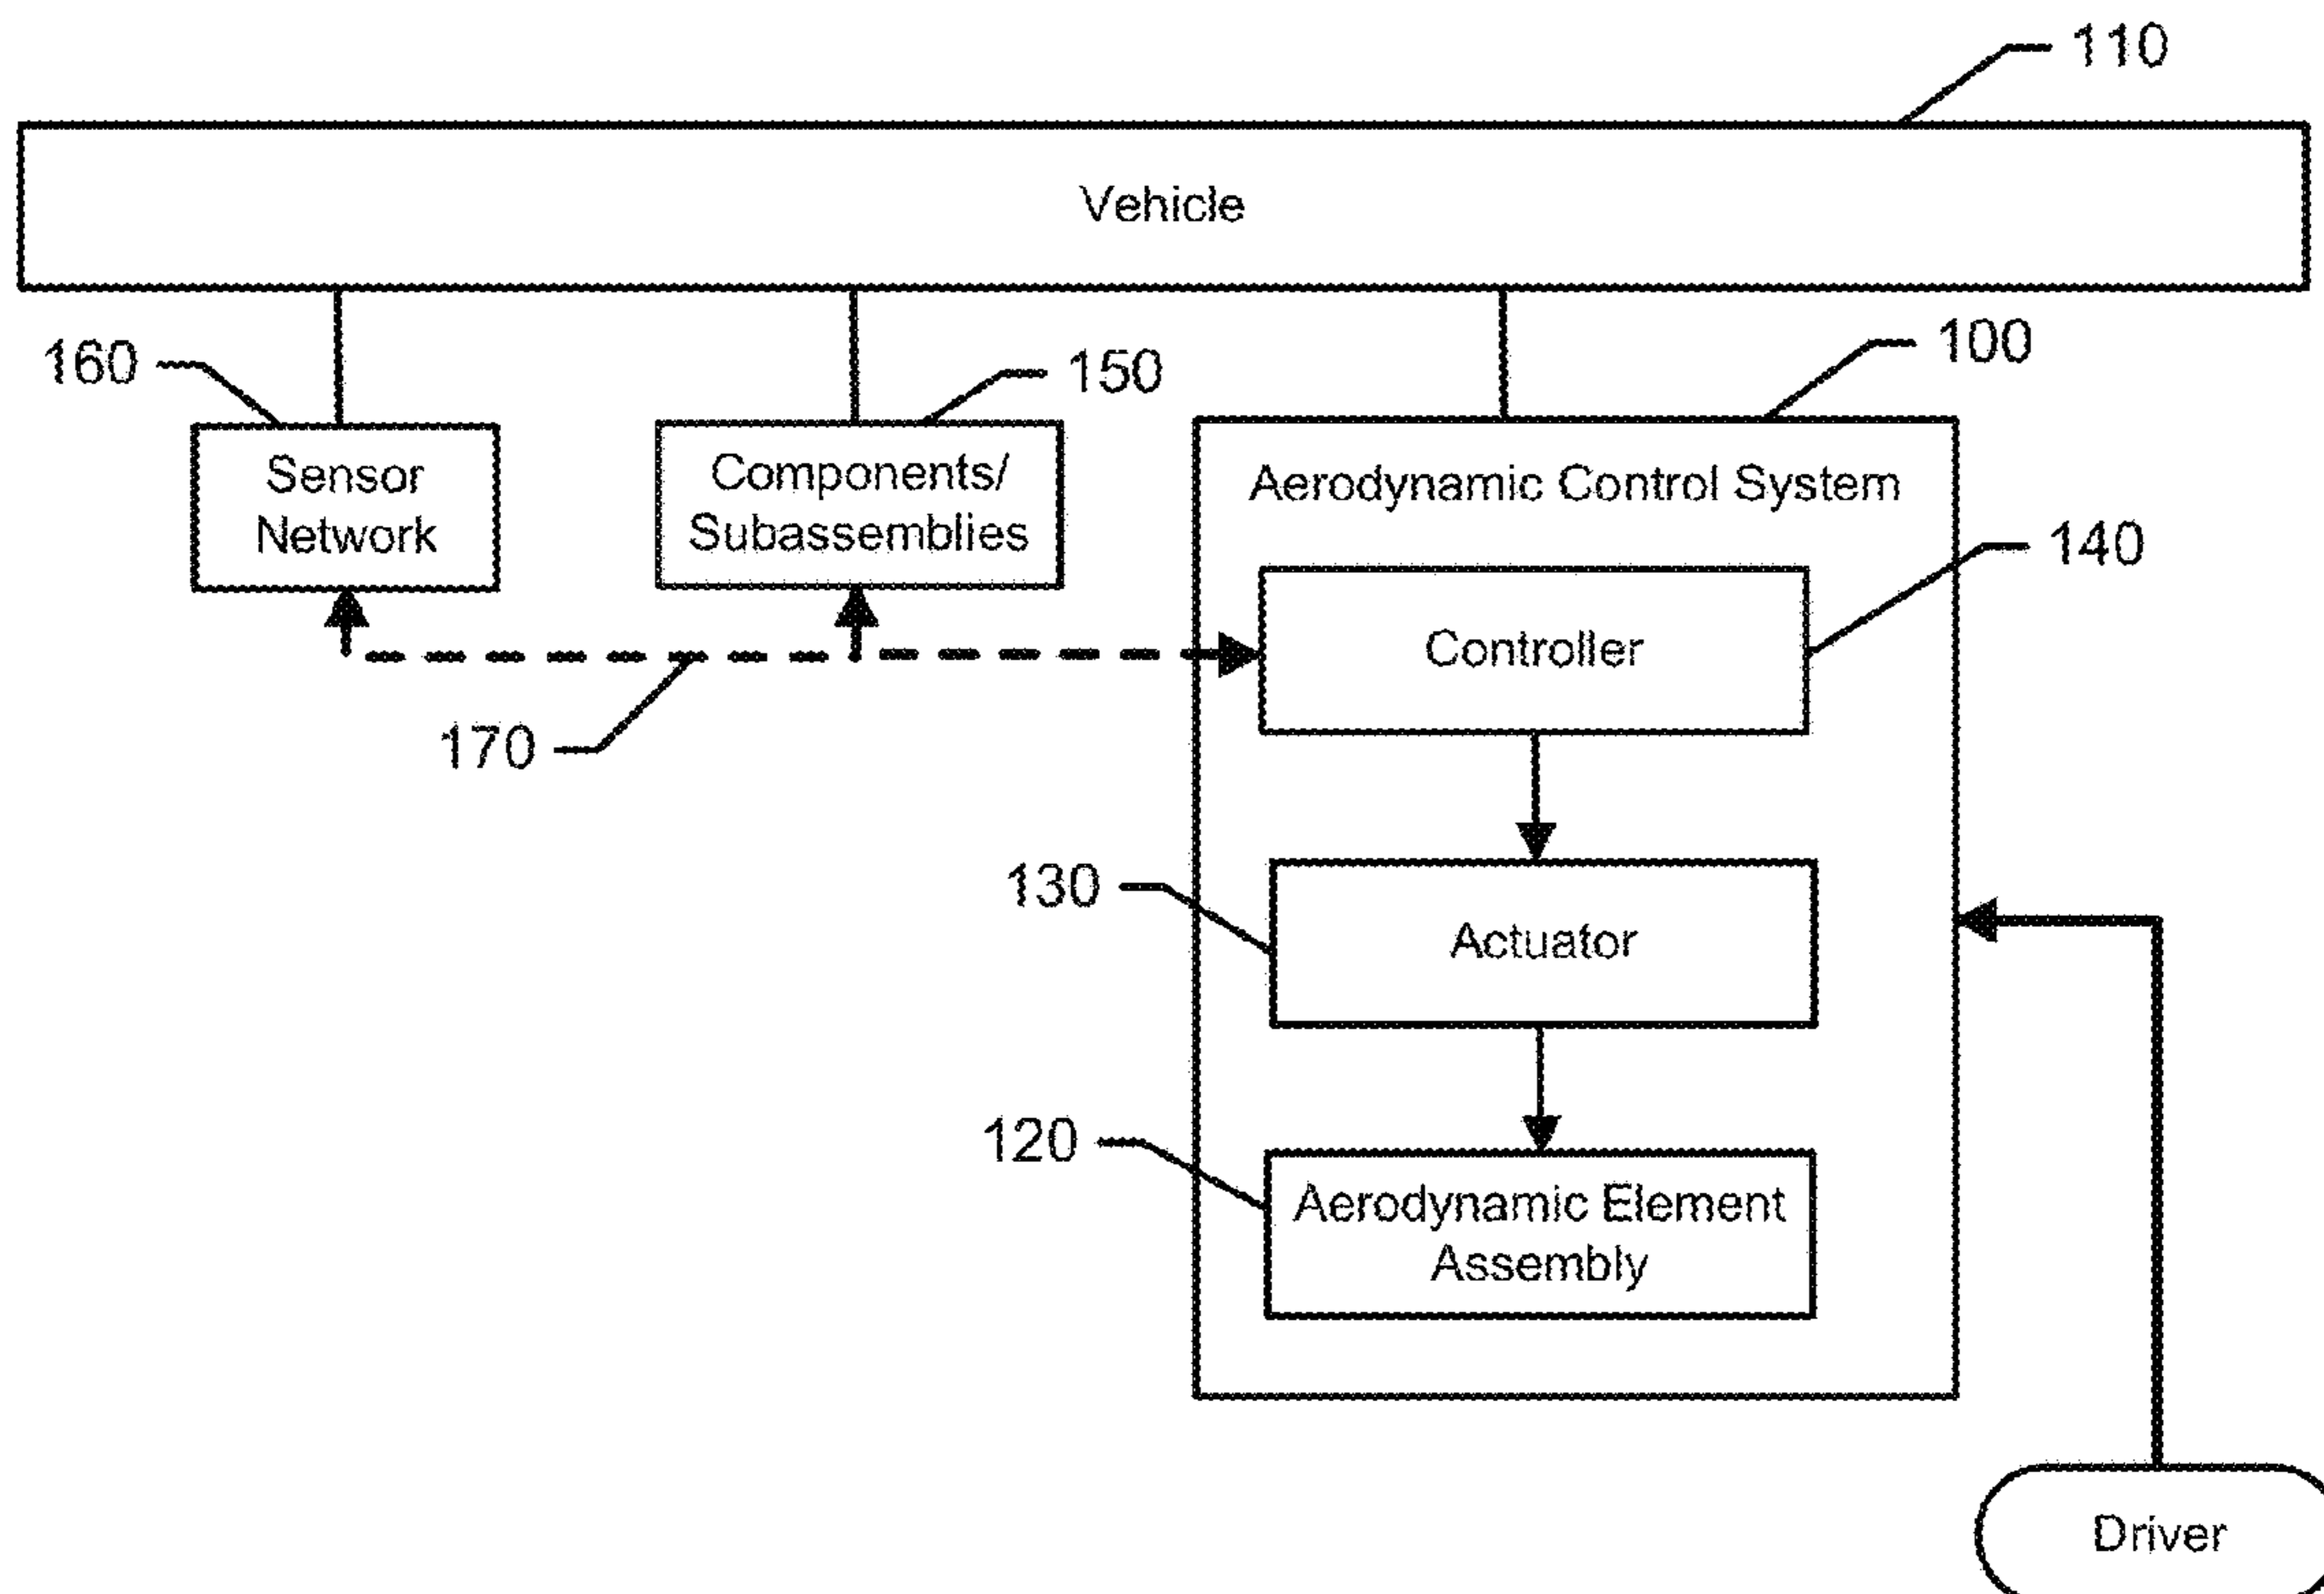 110
Vehicle
160
150
100
Sensor
Network
Components/
Subassemblies
Aerodynamic Control System
140
Controller
170
130
Actuator
120
Aerodynamic Element
Assembly
Driver